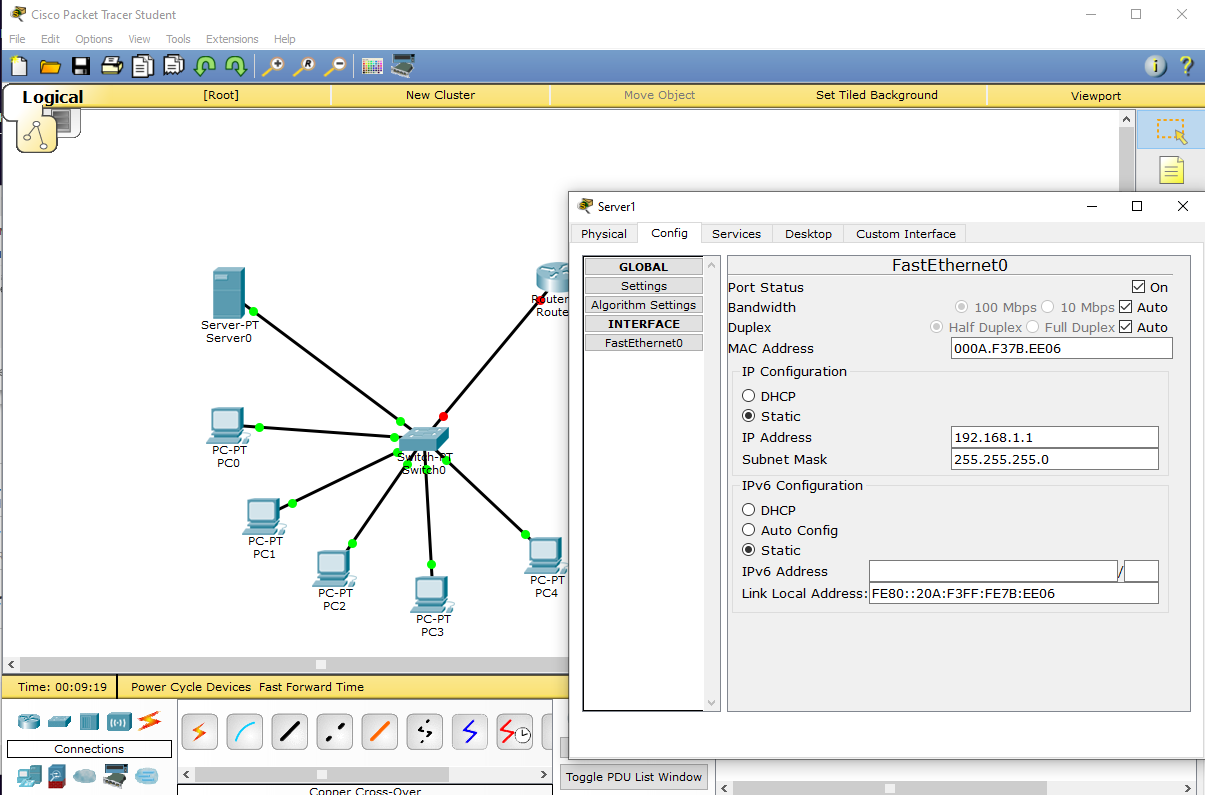 Cisco Packet Tracer Student
File Edit Options View Tools Extensions Help
Logical [Root] New Cluster Move Object Set Tiled Background Viewport
Server1
Physical Config Services Desktop Custom Interface
GLOBAL
Settings
Algorithm Settings
INTERFACE
FastEthernet0
FastEthernet0
Port Status On
Bandwidth 100 Mbps 10 Mbps Auto
Duplex Half Duplex Full Duplex Auto
MAC Address 000A.F37B.EE06
IP Configuration
DHCP
Static
IP Address 192.168.1.1
Subnet Mask 255.255.255.0
IPv6 Configuration
DHCP
Auto Config
Static
IPv6 Address /
Link Local Address: FE80::20A:F3FF:FE7B:EE06
Server-PT
Server0
Router
Route
PC-PT
PC0
Switch-PT
Switch0
PC-PT
PC1
PC-PT
PC2
PC-PT
PC3
PC-PT
PC4
Time: 00:09:19 Power Cycle Devices Fast Forward Time
Connections
Copper Cross-Over
Toggle PDU List Window